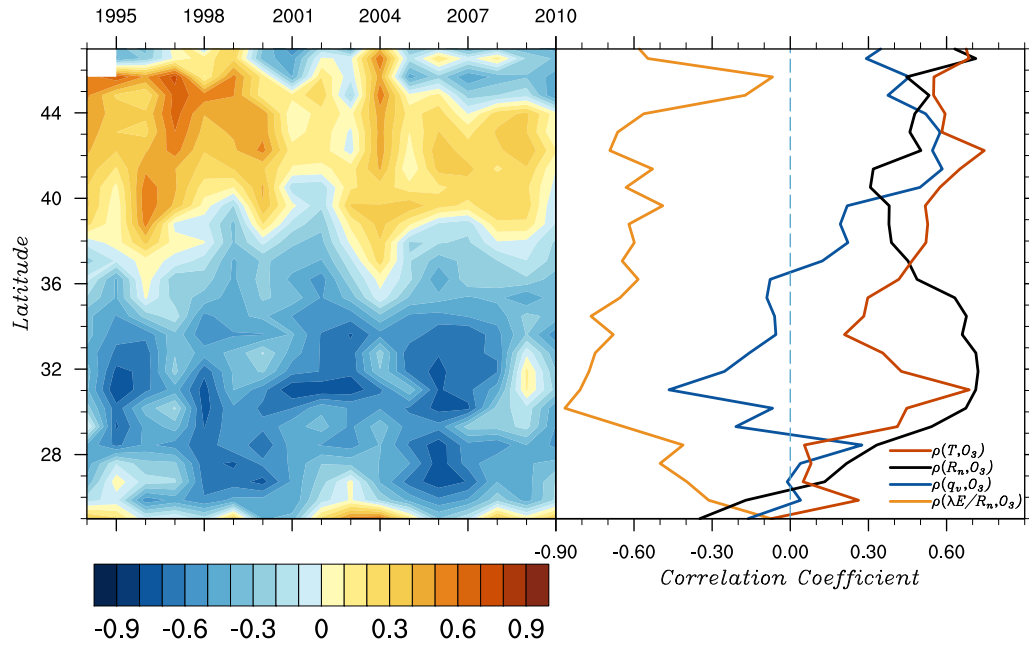 1995 1998 2001 2004 2007 2010
44
40
36
32
28
Latitude
ρ(T,O₃)
ρ(Rₙ,O₃)
ρ(qᵥ,O₃)
ρ(λE/Rₙ,O₃)
-0.90 -0.60 -0.30 0.00 0.30 0.60
Correlation Coefficient
-0.9 -0.6 -0.3 0 0.3 0.6 0.9